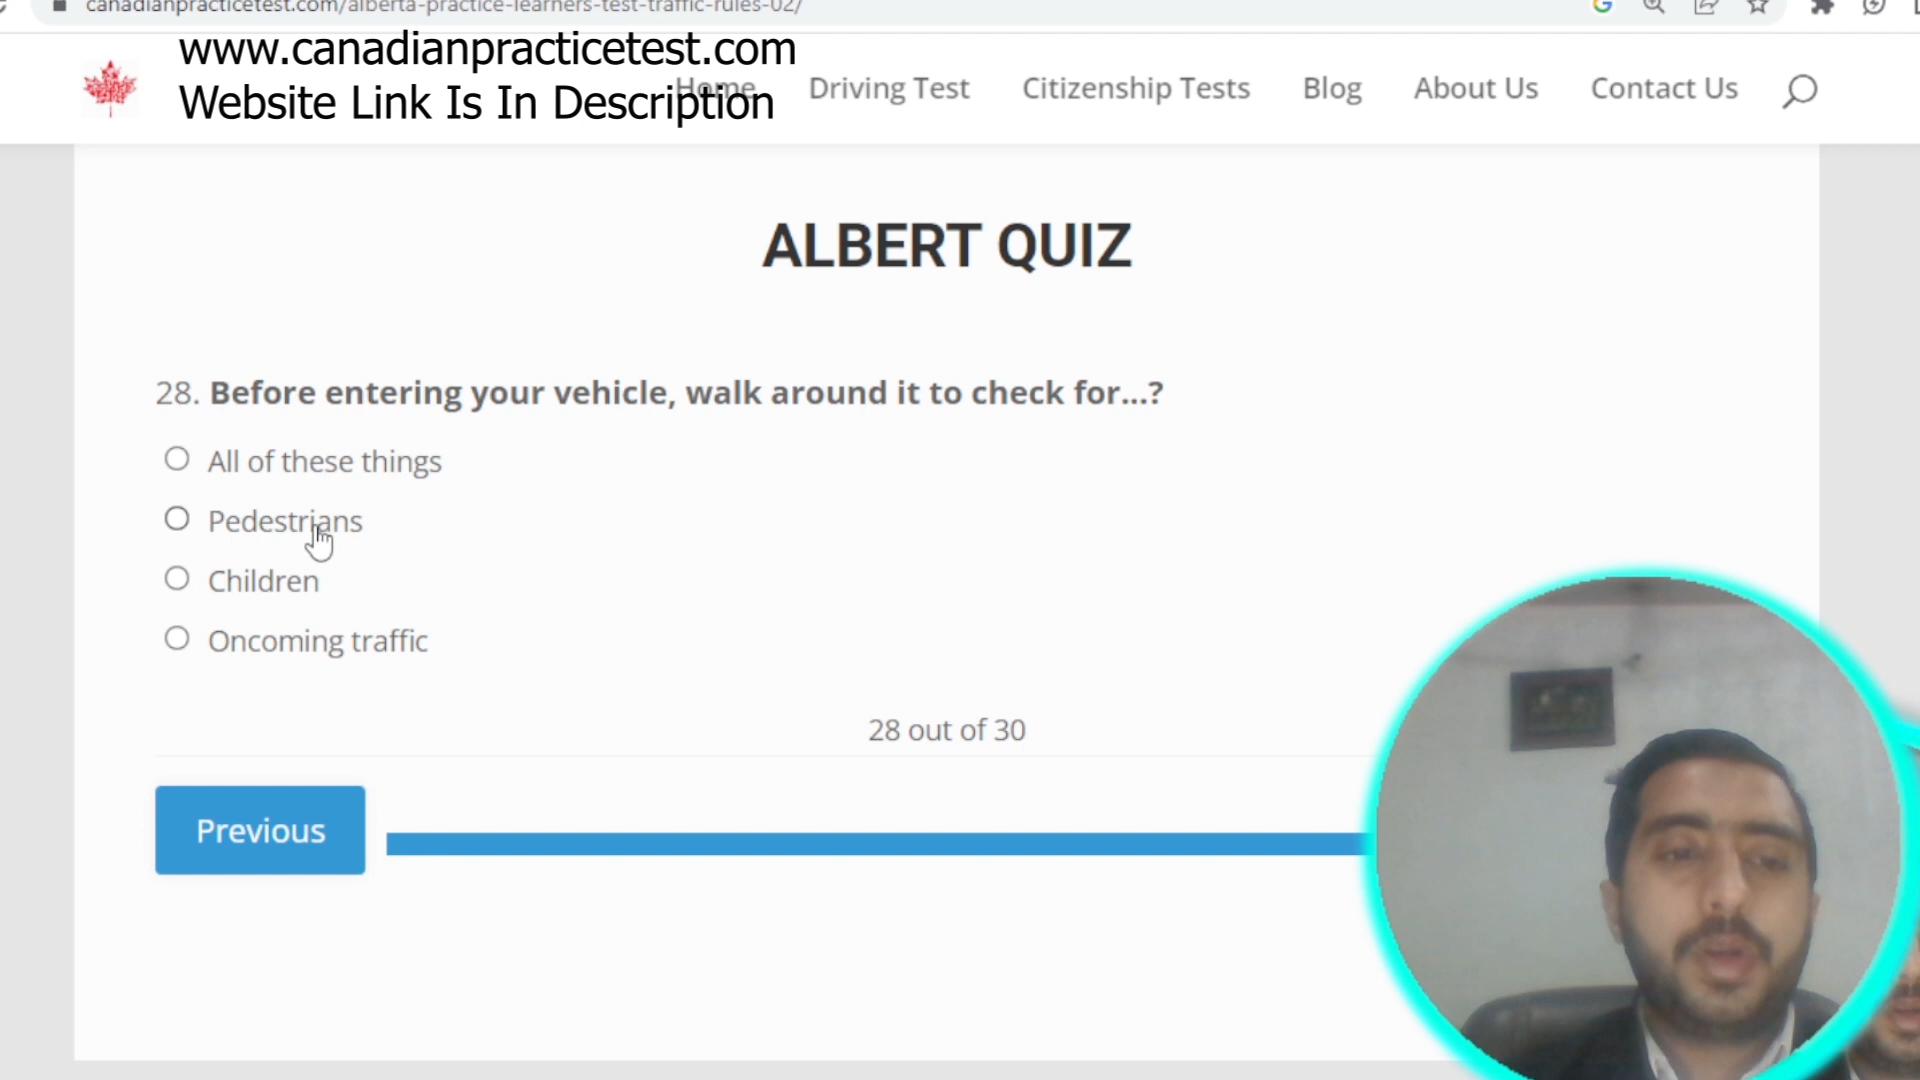 canadianpracticetest.com/alberta-practice-learners-test-traffic-rules-02/
www.canadianpracticetest.com
Website Link Is In Description
Home
Driving Test
Citizenship Tests
Blog
About Us
Contact Us
ALBERT QUIZ
28. Before entering your vehicle, walk around it to check for...?
All of these things
Pedestrians
Children
Oncoming traffic
28 out of 30
Previous